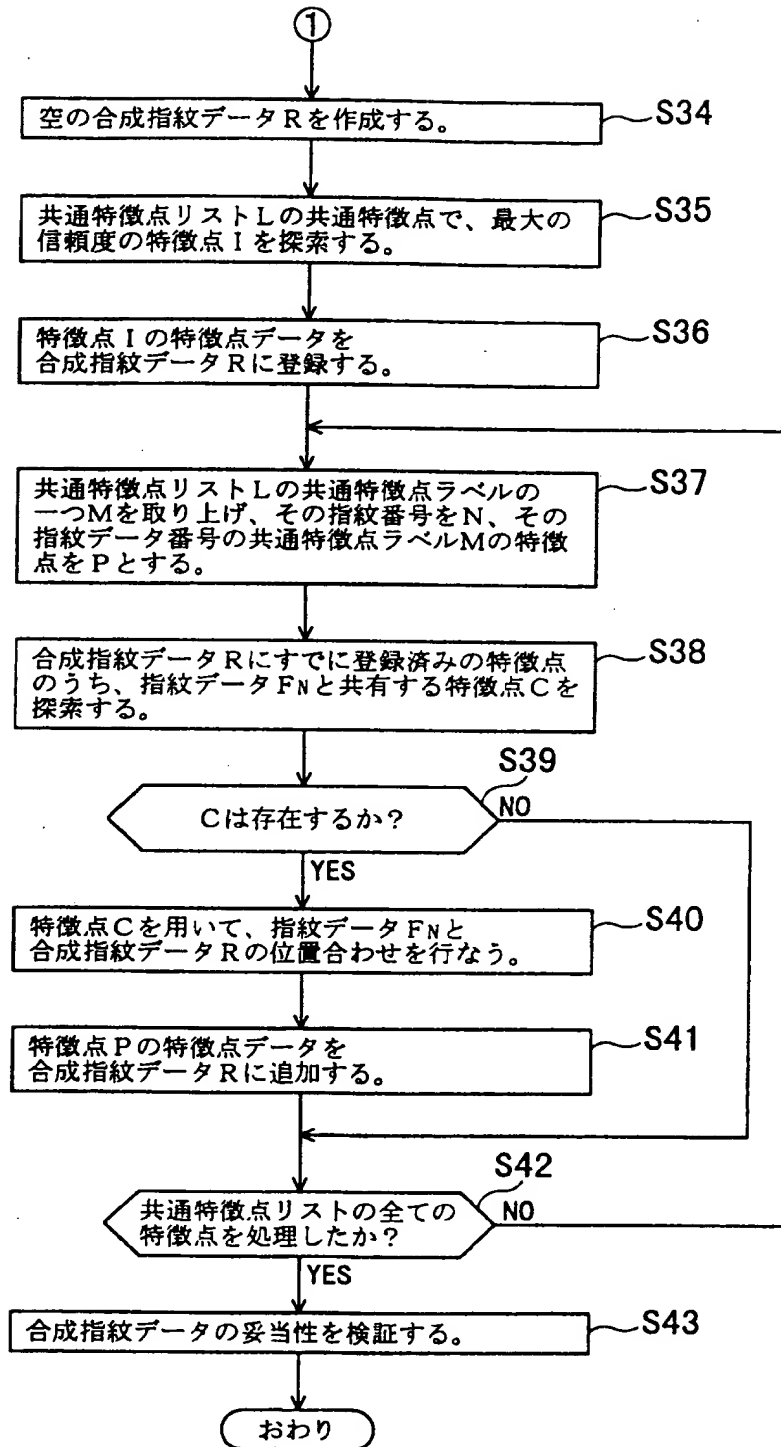 ①
空の合成指紋データRを作成する。
S34
共通特徴点リストLの共通特徴点で、最大の
信頼度の特徴点Iを探索する。
S35
特徴点Iの特徴点データを
合成指紋データRに登録する。
S36
共通特徴点リストLの共通特徴点ラベルの
一つMを取り上げ、その指紋番号をN、その
指紋データ番号の共通特徴点ラベルMの特徴
点をPとする。
S37
合成指紋データRにすでに登録済みの特徴点
のうち、指紋データFNと共有する特徴点Cを
探索する。
S38
Cは存在するか?
S39
NO
YES
特徴点Cを用いて、指紋データFNと
合成指紋データRの位置合わせを行なう。
S40
特徴点Pの特徴点データを
合成指紋データRに追加する。
S41
共通特徴点リストの全ての
特徴点を処理したか?
S42
NO
YES
合成指紋データの妥当性を検証する。
S43
おわり